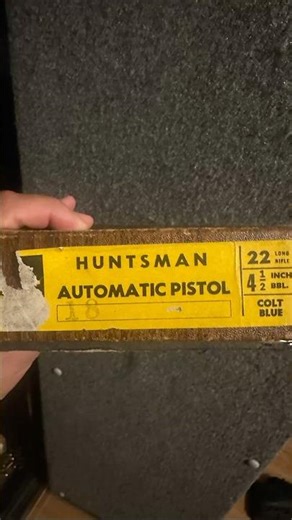 HUNTSMAN
AUTOMATIC PISTOL
18
22 LONG RIFLE
4 1/2 INCH BBL.
COLT BLUE